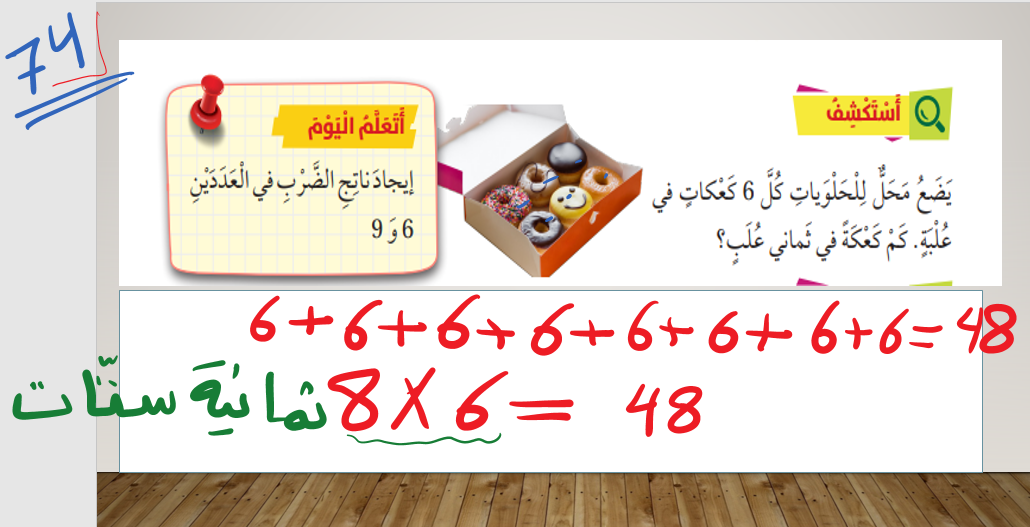 74
أَسْتَكْشِفُ
يَضَعُ مَحَلٌّ لِلْحَلْوَياتِ كُلَّ 6 كَعْكاتٍ في
عُلْبَةٍ. كَمْ كَعْكَةً في ثَماني عُلَبٍ؟
أَتَعَلَّمُ الْيَوْمَ
إيجادَ ناتِجِ الضَّرْبِ في الْعَدَدَيْنِ
6 وَ 9
6+6+6+6+6+6+6+6=48
8 X 6 = 48
ثمانية ستّات